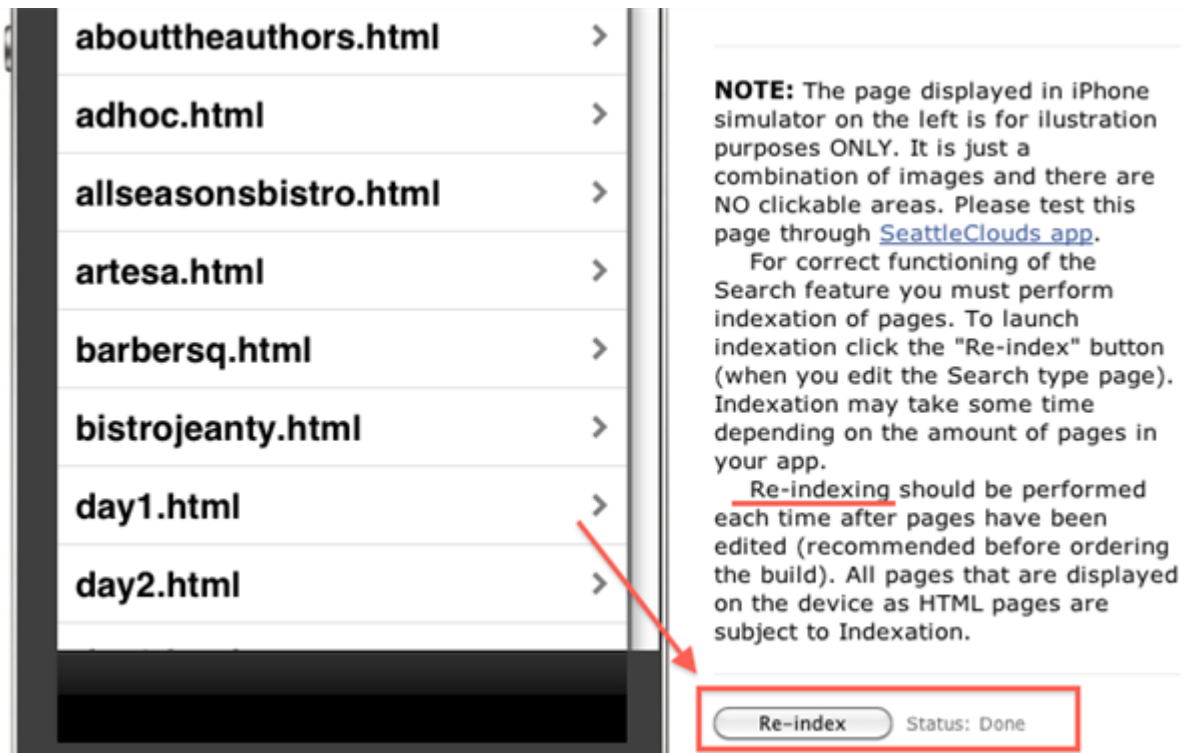 abouttheauthors.html
adhoc.html
allseasonsbistro.html
artesa.html
barbersq.html
bistrojeanty.html
day1.html
day2.html
NOTE: The page displayed in iPhone
simulator on the left is for ilustration
purposes ONLY. It is just a
combination of images and there are
NO clickable areas. Please test this
page through SeattleClouds app.
For correct functioning of the
Search feature you must perform
indexation of pages. To launch
indexation click the "Re-index" button
(when you edit the Search type page).
Indexation may take some time
depending on the amount of pages in
your app.
Re-indexing should be performed
each time after pages have been
edited (recommended before ordering
the build). All pages that are displayed
on the device as HTML pages are
subject to Indexation.
Re-index Status: Done